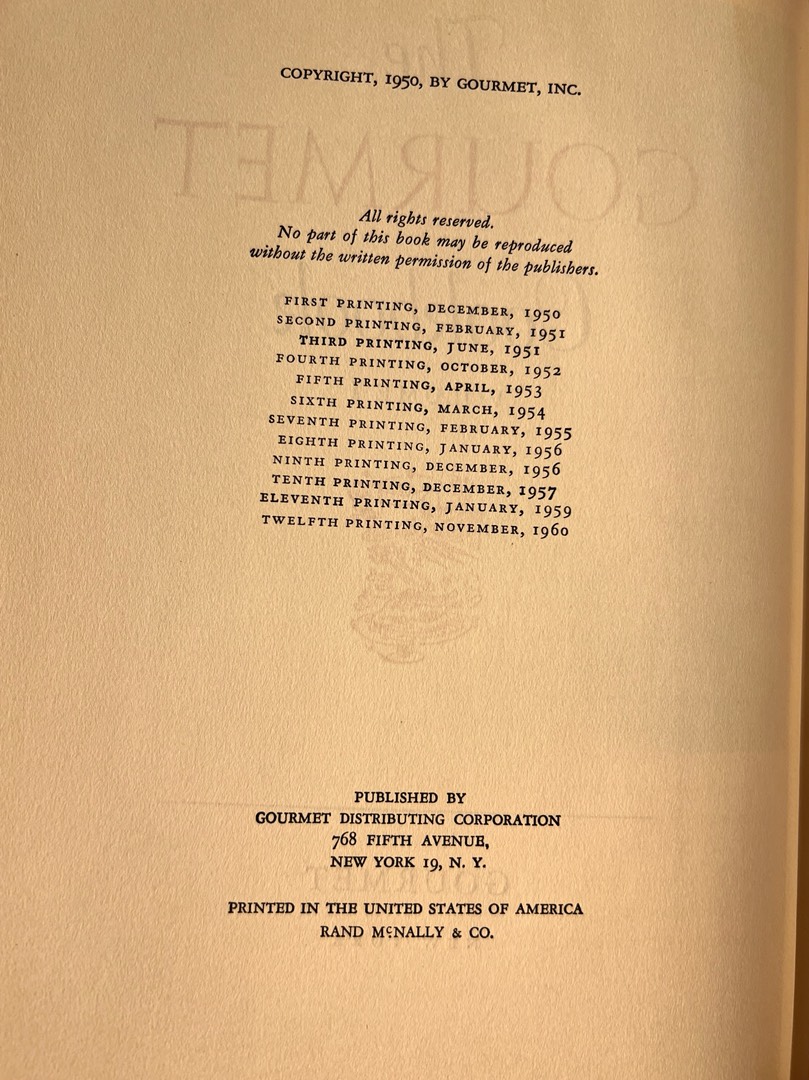 COPYRIGHT, 1950, BY GOURMET, INC.
All rights reserved.
No part of this book may be reproduced
without the written permission of the publishers.
FIRST PRINTING, DECEMBER, 1950
SECOND PRINTING, FEBRUARY, 1951
THIRD PRINTING, JUNE, 1951
FOURTH PRINTING, OCTOBER, 1952
FIFTH PRINTING, APRIL, 1953
SIXTH PRINTING, MARCH, 1954
SEVENTH PRINTING, FEBRUARY, 1955
EIGHTH PRINTING, JANUARY, 1956
NINTH PRINTING, DECEMBER, 1956
TENTH PRINTING, DECEMBER, 1957
ELEVENTH PRINTING, JANUARY, 1959
TWELFTH PRINTING, NOVEMBER, 1960
PUBLISHED BY
GOURMET DISTRIBUTING CORPORATION
768 FIFTH AVENUE,
NEW YORK 19, N. Y.
PRINTED IN THE UNITED STATES OF AMERICA
RAND McNALLY & CO.